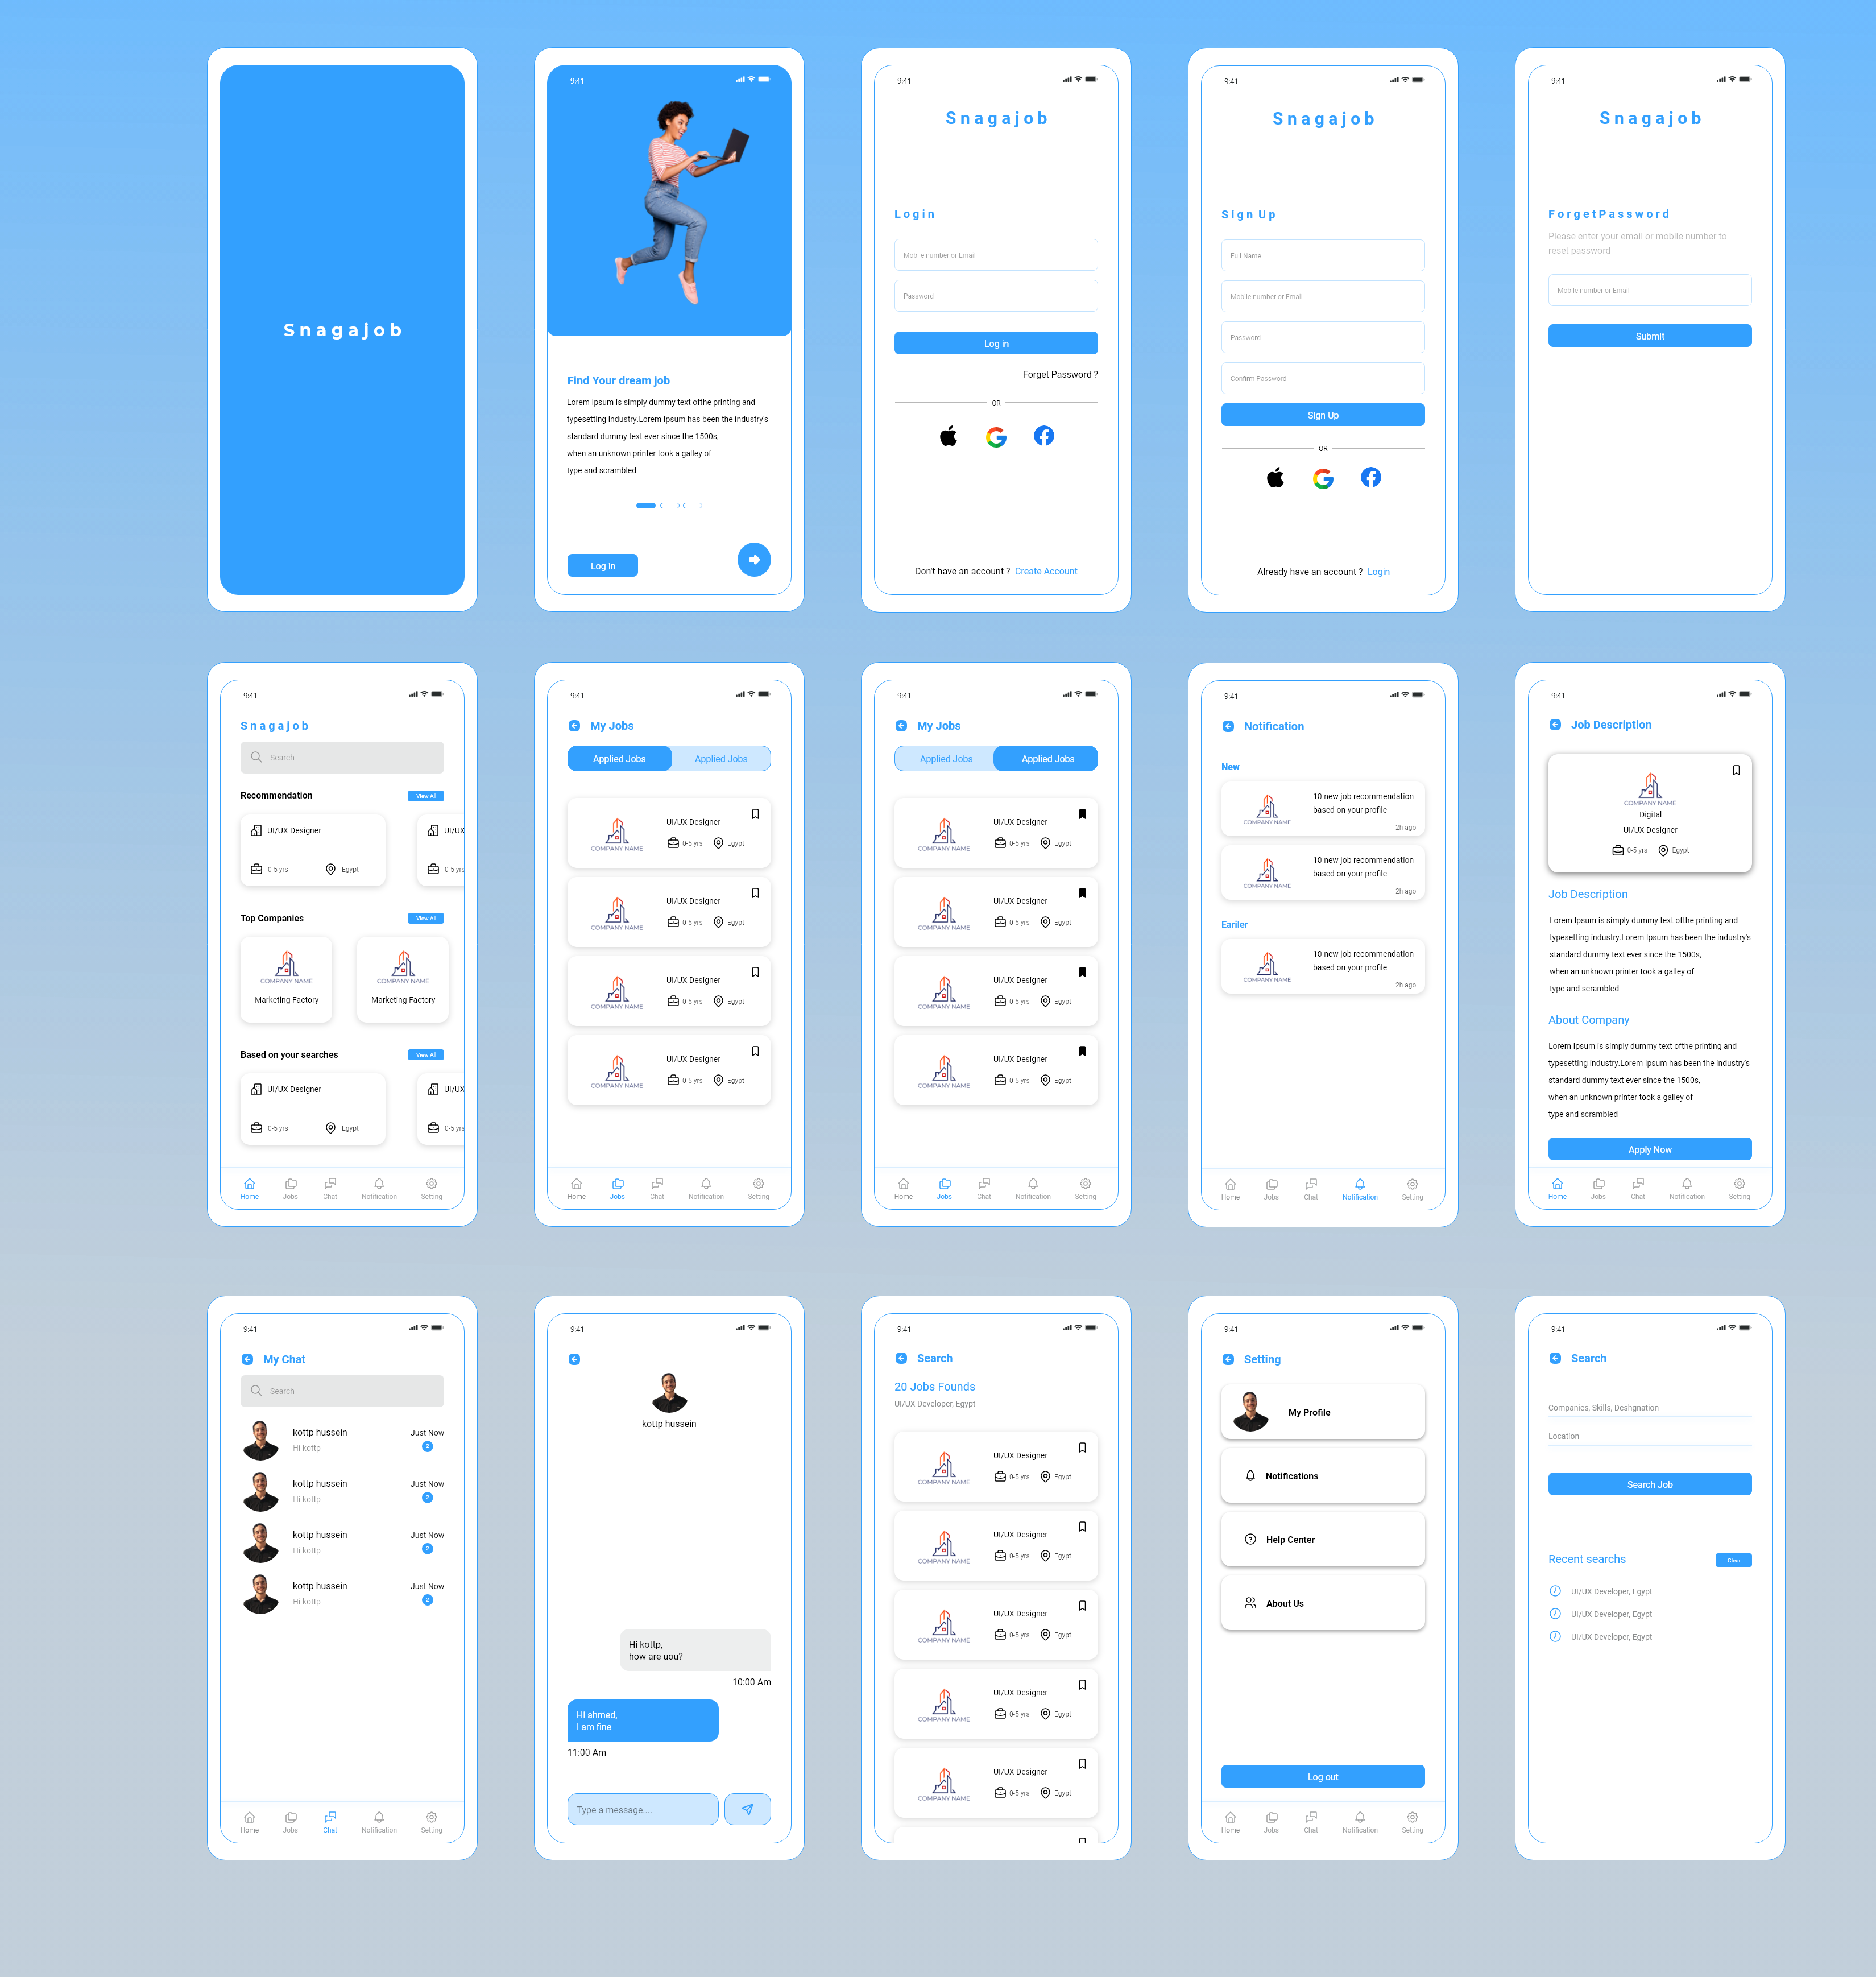 Snagajob
9:41
Find Your dream job
Lorem Ipsum is simply dummy text ofthe printing and
typesetting industry.Lorem Ipsum has been the industry's
standard dummy text ever since the 1500s,
when an unknown printer took a galley of
type and scrambled
Log in
9:41
Snagajob
Login
Mobile number or Email
Password
Log in
Forget Password ?
OR
Don't have an account ? Create Account
9:41
Snagajob
Sign Up
Full Name
Mobile number or Email
Password
Confirm Password
Sign Up
OR
Already have an account ? Login
9:41
Snagajob
ForgetPassword
Please enter your email or mobile number to
reset password
Mobile number or Email
Submit
9:41
Snagajob
Search
Recommendation View All
UI/UX Designer UI/UX
0-5 yrs Egypt 0-5 yrs
Top Companies View All
COMPANY NAME COMPANY NAME
Marketing Factory Marketing Factory
Based on your searches View All
UI/UX Designer UI/UX
0-5 yrs Egypt 0-5 yrs
Home Jobs Chat Notification Setting
9:41
My Jobs
Applied Jobs Applied Jobs
UI/UX Designer
0-5 yrs Egypt
COMPANY NAME
UI/UX Designer
0-5 yrs Egypt
COMPANY NAME
UI/UX Designer
0-5 yrs Egypt
COMPANY NAME
UI/UX Designer
0-5 yrs Egypt
COMPANY NAME
Home Jobs Chat Notification Setting
9:41
My Jobs
Applied Jobs Applied Jobs
UI/UX Designer
0-5 yrs Egypt
COMPANY NAME
UI/UX Designer
0-5 yrs Egypt
COMPANY NAME
UI/UX Designer
0-5 yrs Egypt
COMPANY NAME
UI/UX Designer
0-5 yrs Egypt
COMPANY NAME
Home Jobs Chat Notification Setting
9:41
Notification
New
10 new job recommendation
based on your profile
COMPANY NAME
2h ago
10 new job recommendation
based on your profile
COMPANY NAME
2h ago
Eariler
10 new job recommendation
based on your profile
COMPANY NAME
2h ago
Home Jobs Chat Notification Setting
9:41
Job Description
COMPANY NAME
Digital
UI/UX Designer
0-5 yrs Egypt
Job Description
Lorem Ipsum is simply dummy text ofthe printing and
typesetting industry.Lorem Ipsum has been the industry's
standard dummy text ever since the 1500s,
when an unknown printer took a galley of
type and scrambled
About Company
Lorem Ipsum is simply dummy text ofthe printing and
typesetting industry.Lorem Ipsum has been the industry's
standard dummy text ever since the 1500s,
when an unknown printer took a galley of
type and scrambled
Apply Now
Home Jobs Chat Notification Setting
9:41
My Chat
Search
kottp hussein Just Now
Hi kottp 2
kottp hussein Just Now
Hi kottp 2
kottp hussein Just Now
Hi kottp 2
kottp hussein Just Now
Hi kottp 2
Home Jobs Chat Notification Setting
9:41
kottp hussein
Hi kottp,
how are uou?
10:00 Am
Hi ahmed,
I am fine
11:00 Am
Type a message....
9:41
Search
20 Jobs Founds
UI/UX Developer, Egypt
UI/UX Designer
0-5 yrs Egypt
COMPANY NAME
UI/UX Designer
0-5 yrs Egypt
COMPANY NAME
UI/UX Designer
0-5 yrs Egypt
COMPANY NAME
UI/UX Designer
0-5 yrs Egypt
COMPANY NAME
UI/UX Designer
0-5 yrs Egypt
COMPANY NAME
9:41
Setting
My Profile
Notifications
Help Center
About Us
Log out
Home Jobs Chat Notification Setting
9:41
Search
Companies, Skills, Deshgnation
Location
Search Job
Recent searchs Clear
UI/UX Developer, Egypt
UI/UX Developer, Egypt
UI/UX Developer, Egypt